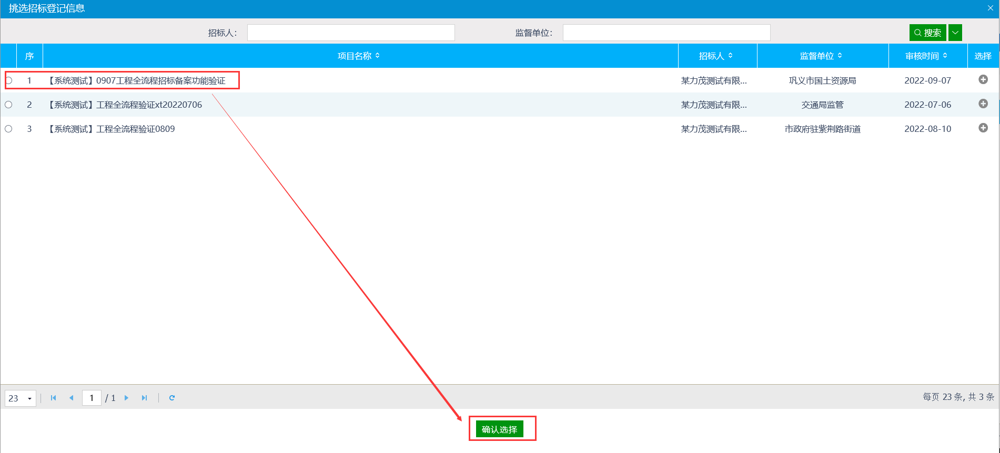 挑选招标登记信息
招标人： 监督单位： 搜索
序 项目名称 招标人 监督单位 审核时间 选择
1 【系统测试】0907工程全流程招标备案功能验证 某力茂测试有限... 巩义市国土资源局 2022-09-07
2 【系统测试】工程全流程验证xt20220706 某力茂测试有限... 交通局监管 2022-07-06
3 【系统测试】工程全流程验证0809 某力茂测试有限... 市政府驻紫荆路街道 2022-08-10
23 1 / 1 每页 23 条, 共 3 条
确认选择